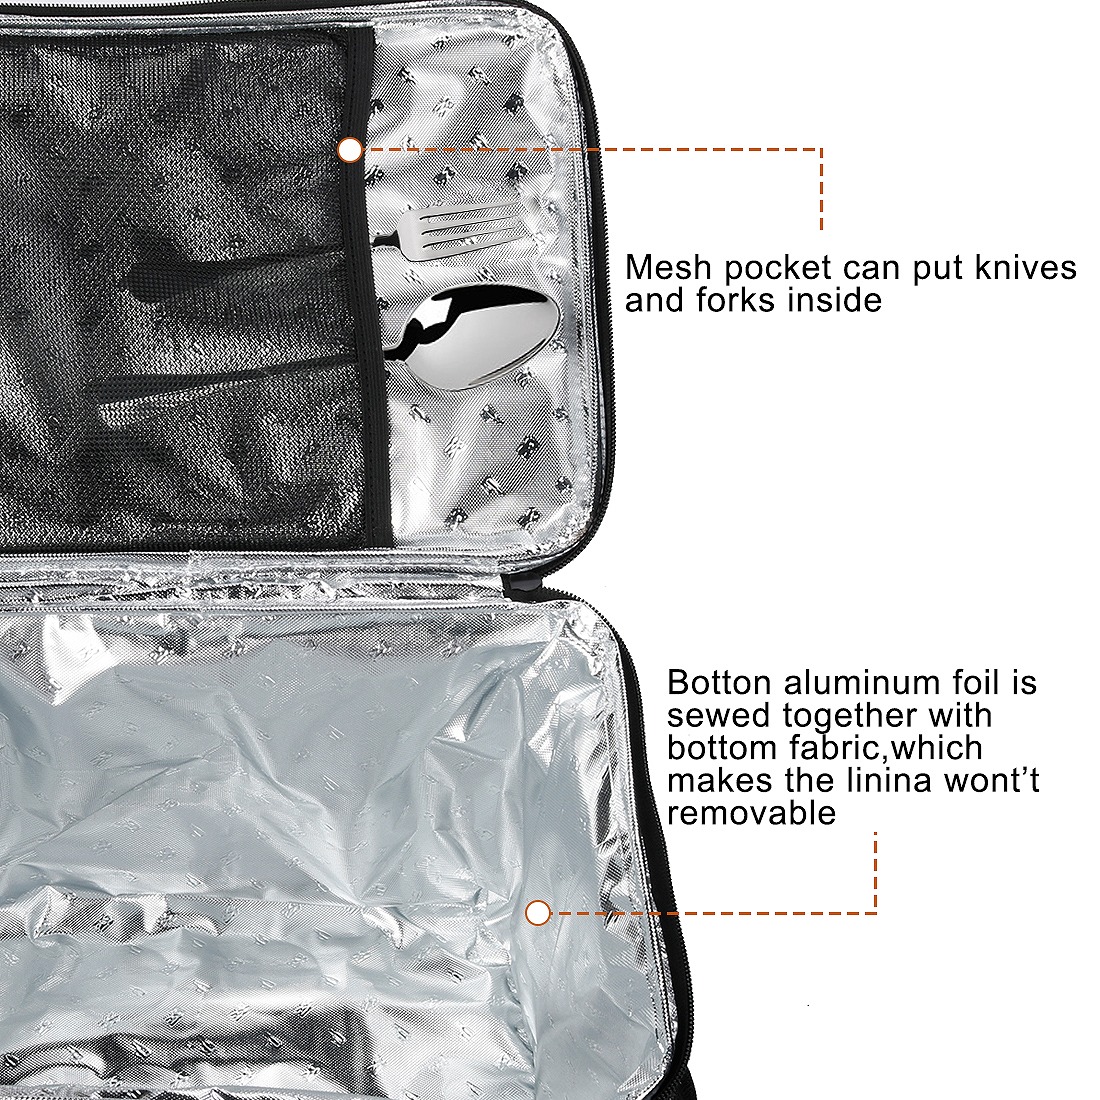 Mesh pocket can put knives
and forks inside
Botton aluminum foil is
sewed together with
bottom fabric,which
makes the linina wont’t
removable